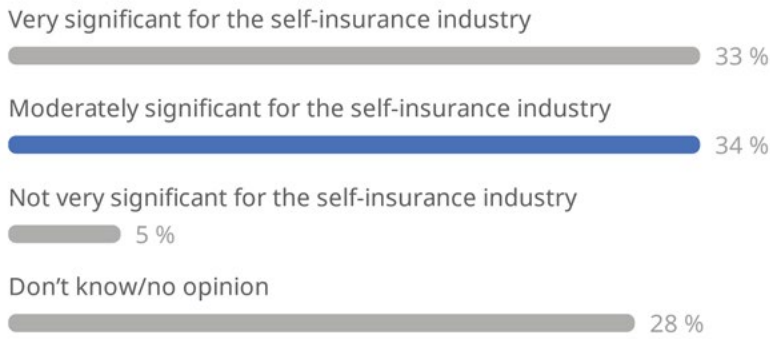 Very significant for the self-insurance industry
33 %
Moderately significant for the self-insurance industry
34 %
Not very significant for the self-insurance industry
5 %
Don’t know/no opinion
28 %